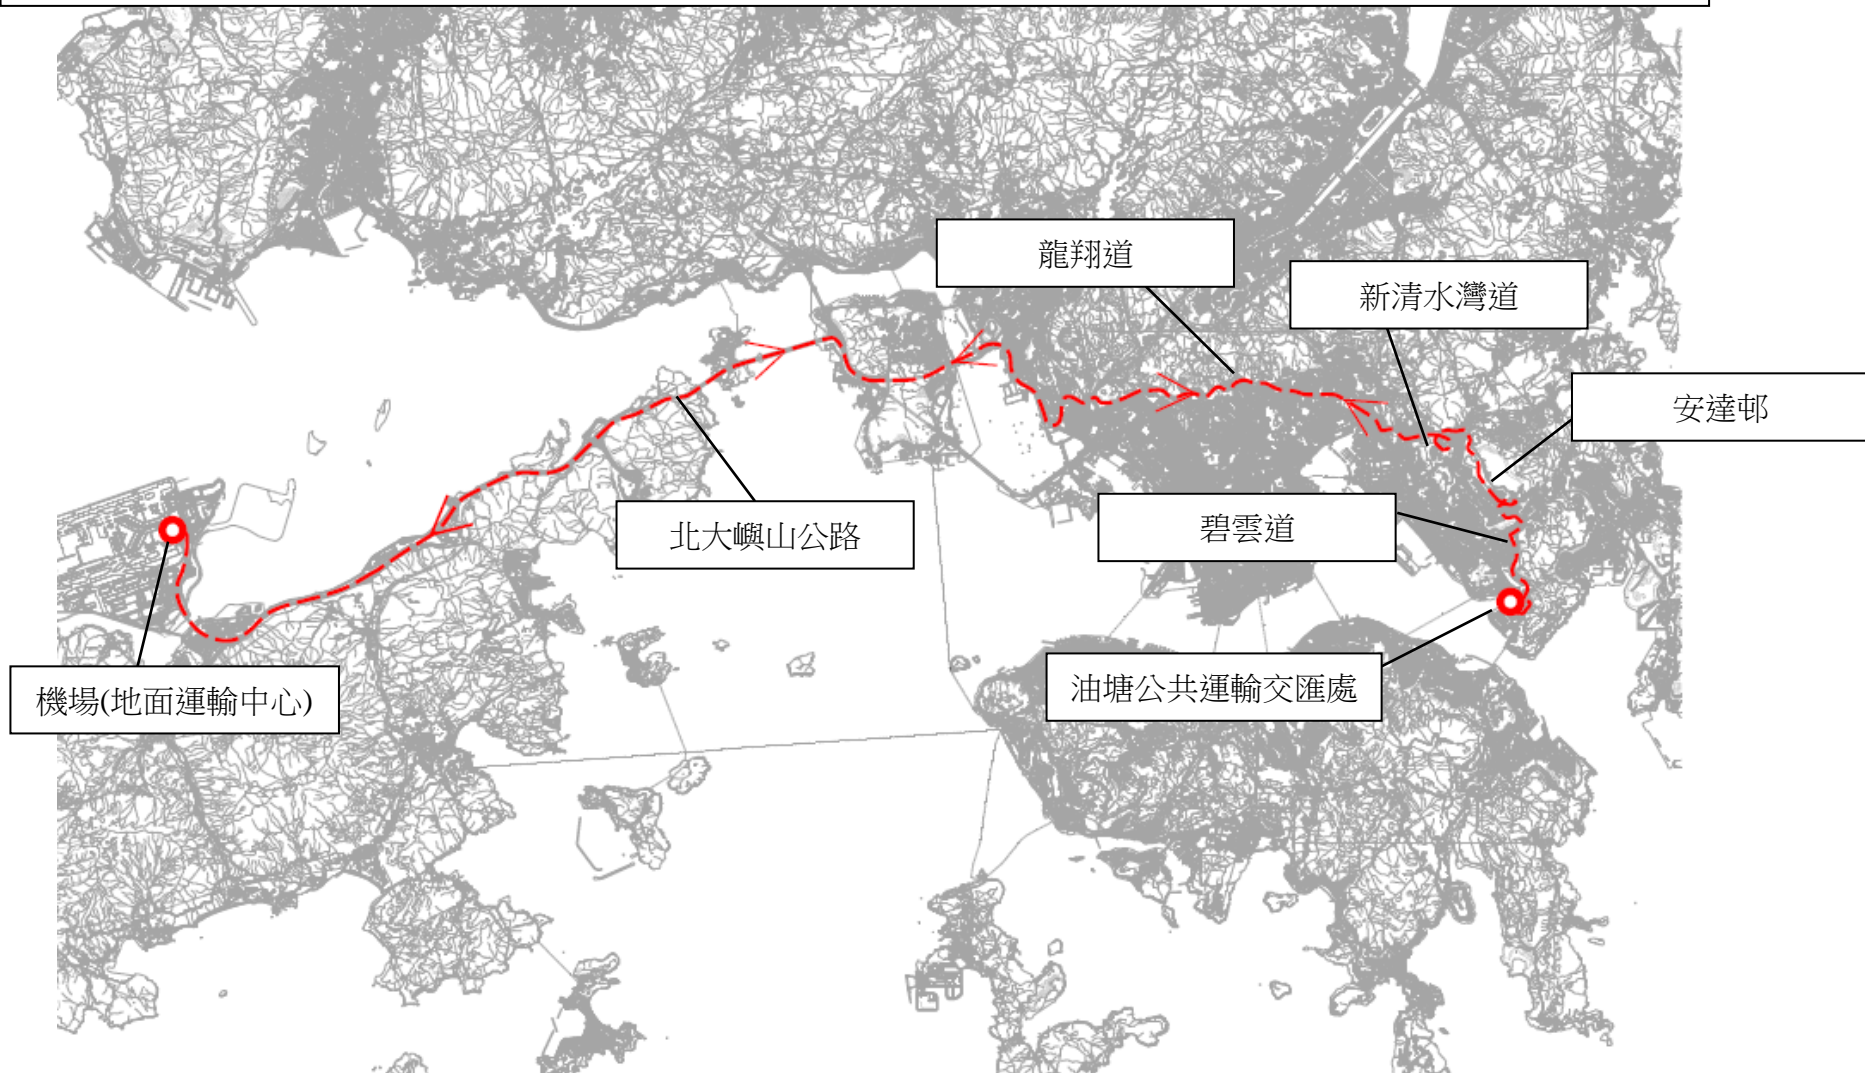 龍翔道
新清水灣道
安達邨
碧雲道
北大嶼山公路
油塘公共運輸交匯處
機場(地面運輸中心)